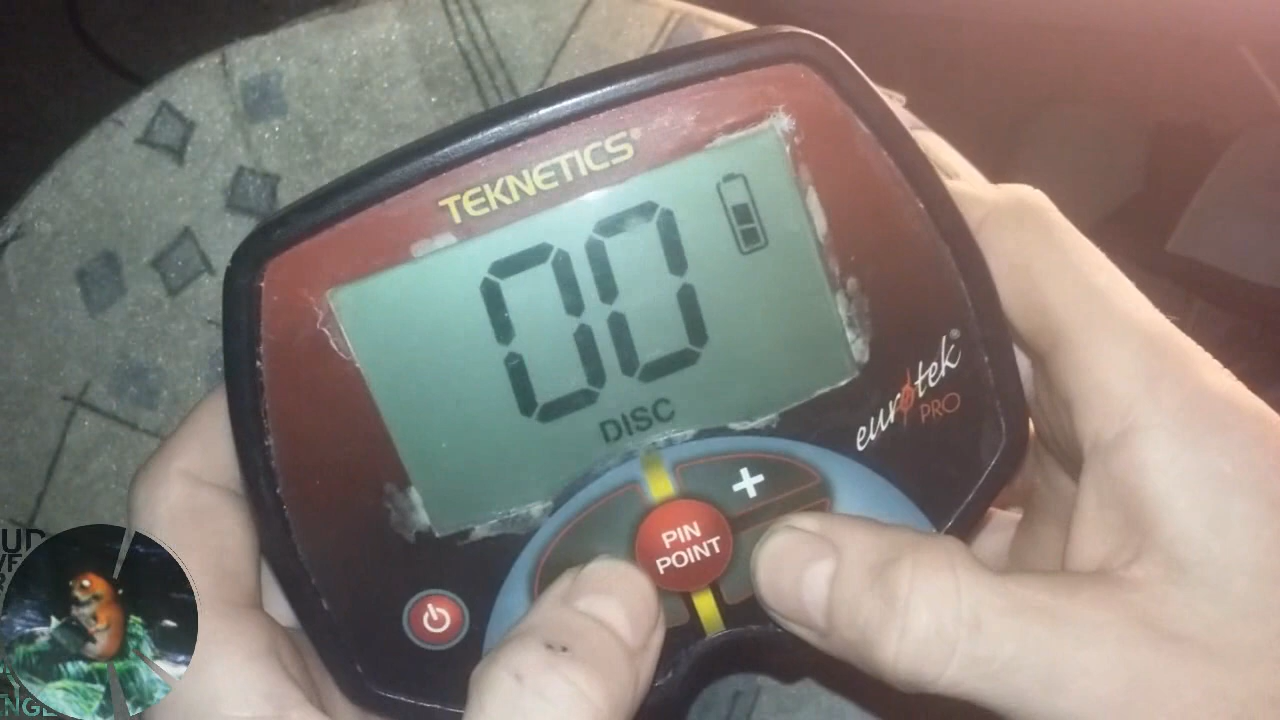 TEKNETICS®
00
DISC
eurotek®
PRO
+
PIN
POINT